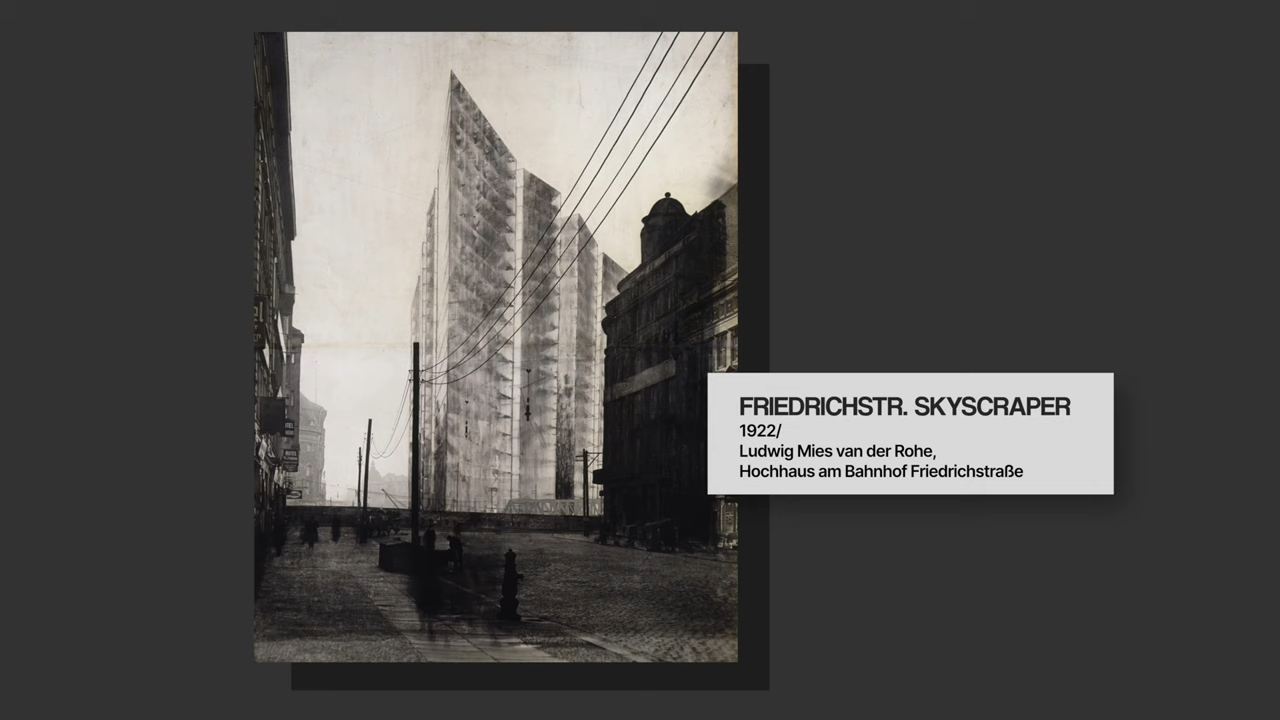 FRIEDRICHSTR. SKYSCRAPER
1922/
Ludwig Mies van der Rohe,
Hochhaus am Bahnhof Friedrichstraße